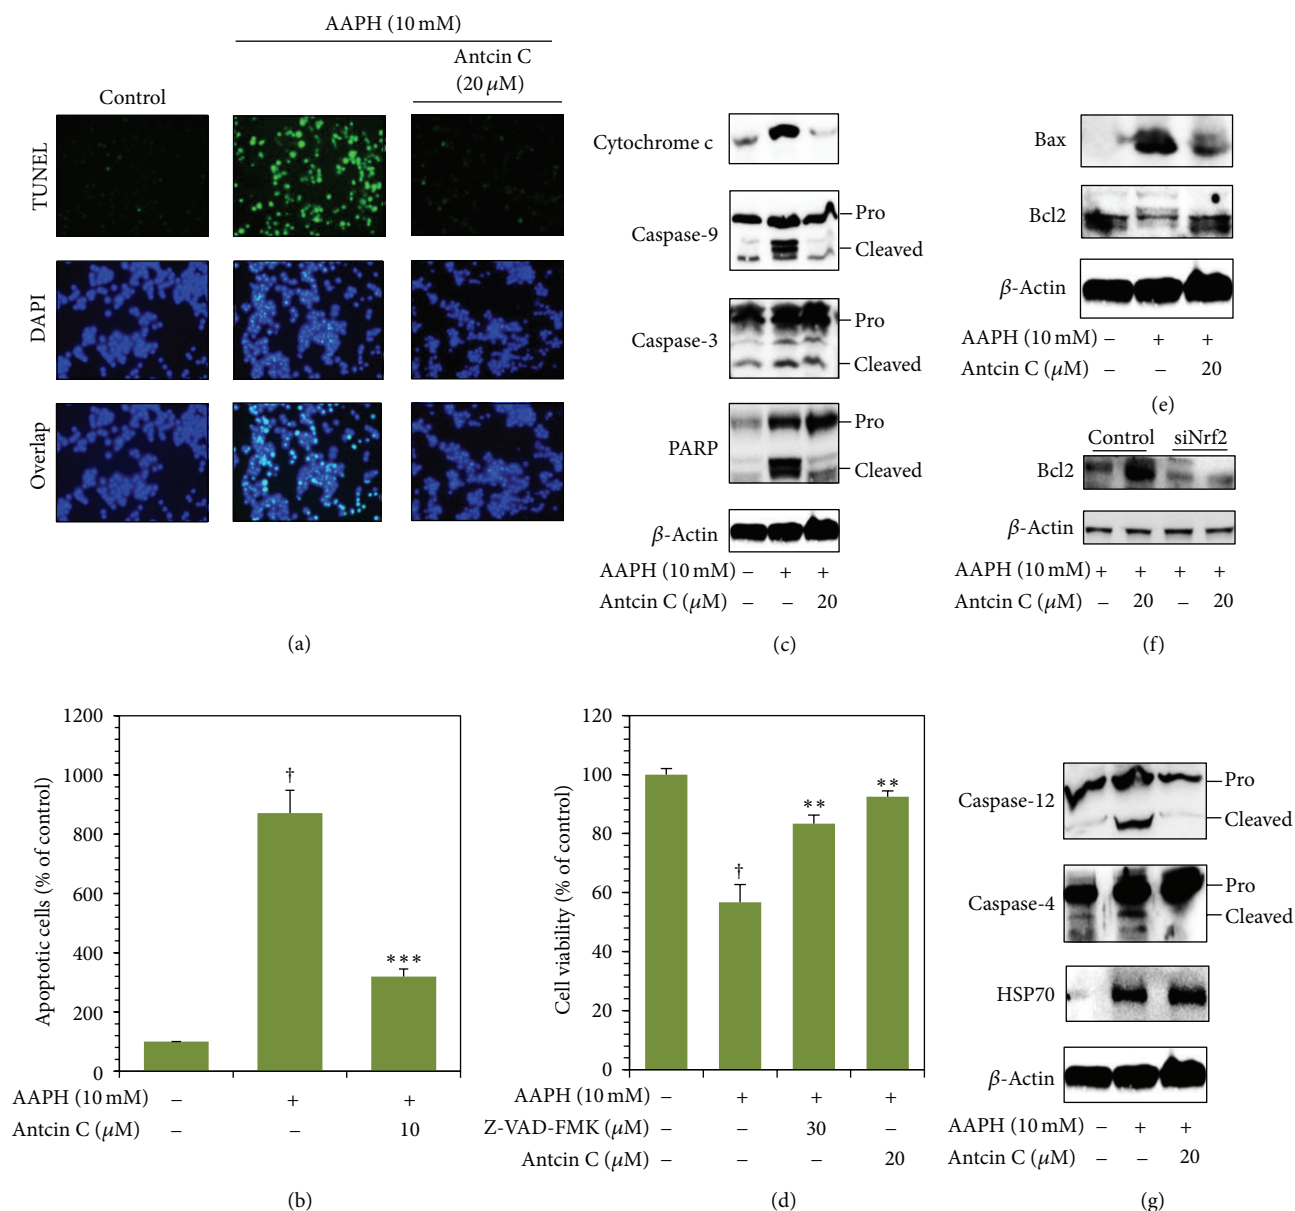 AAPH (10 mM)
Antcin C
(20 μM)
Control
TUNEL
DAPI
Overlap
(a)
Cytochrome c
Caspase-9
Pro
Cleaved
Caspase-3
Pro
Cleaved
PARP
Pro
Cleaved
β-Actin
AAPH (10 mM) – + +
Antcin C (μM) – – 20
(c)
Bax
Bcl2
β-Actin
AAPH (10 mM) – + +
Antcin C (μM) – – 20
(e)
Control siNrf2
Bcl2
β-Actin
AAPH (10 mM) + + + +
Antcin C (μM) – 20 – 20
(f)
Apoptotic cells (% of control)
1200
1000
800
600
400
200
0
†
***
AAPH (10 mM) – + +
Antcin C (μM) – – 10
(b)
Cell viability (% of control)
120
100
80
60
40
20
0
†
**
**
AAPH (10 mM) – + + +
Z-VAD-FMK (μM) – – 30 –
Antcin C (μM) – – – 20
(d)
Caspase-12
Pro
Cleaved
Caspase-4
Pro
Cleaved
HSP70
β-Actin
AAPH (10 mM) – + +
Antcin C (μM) – – 20
(g)